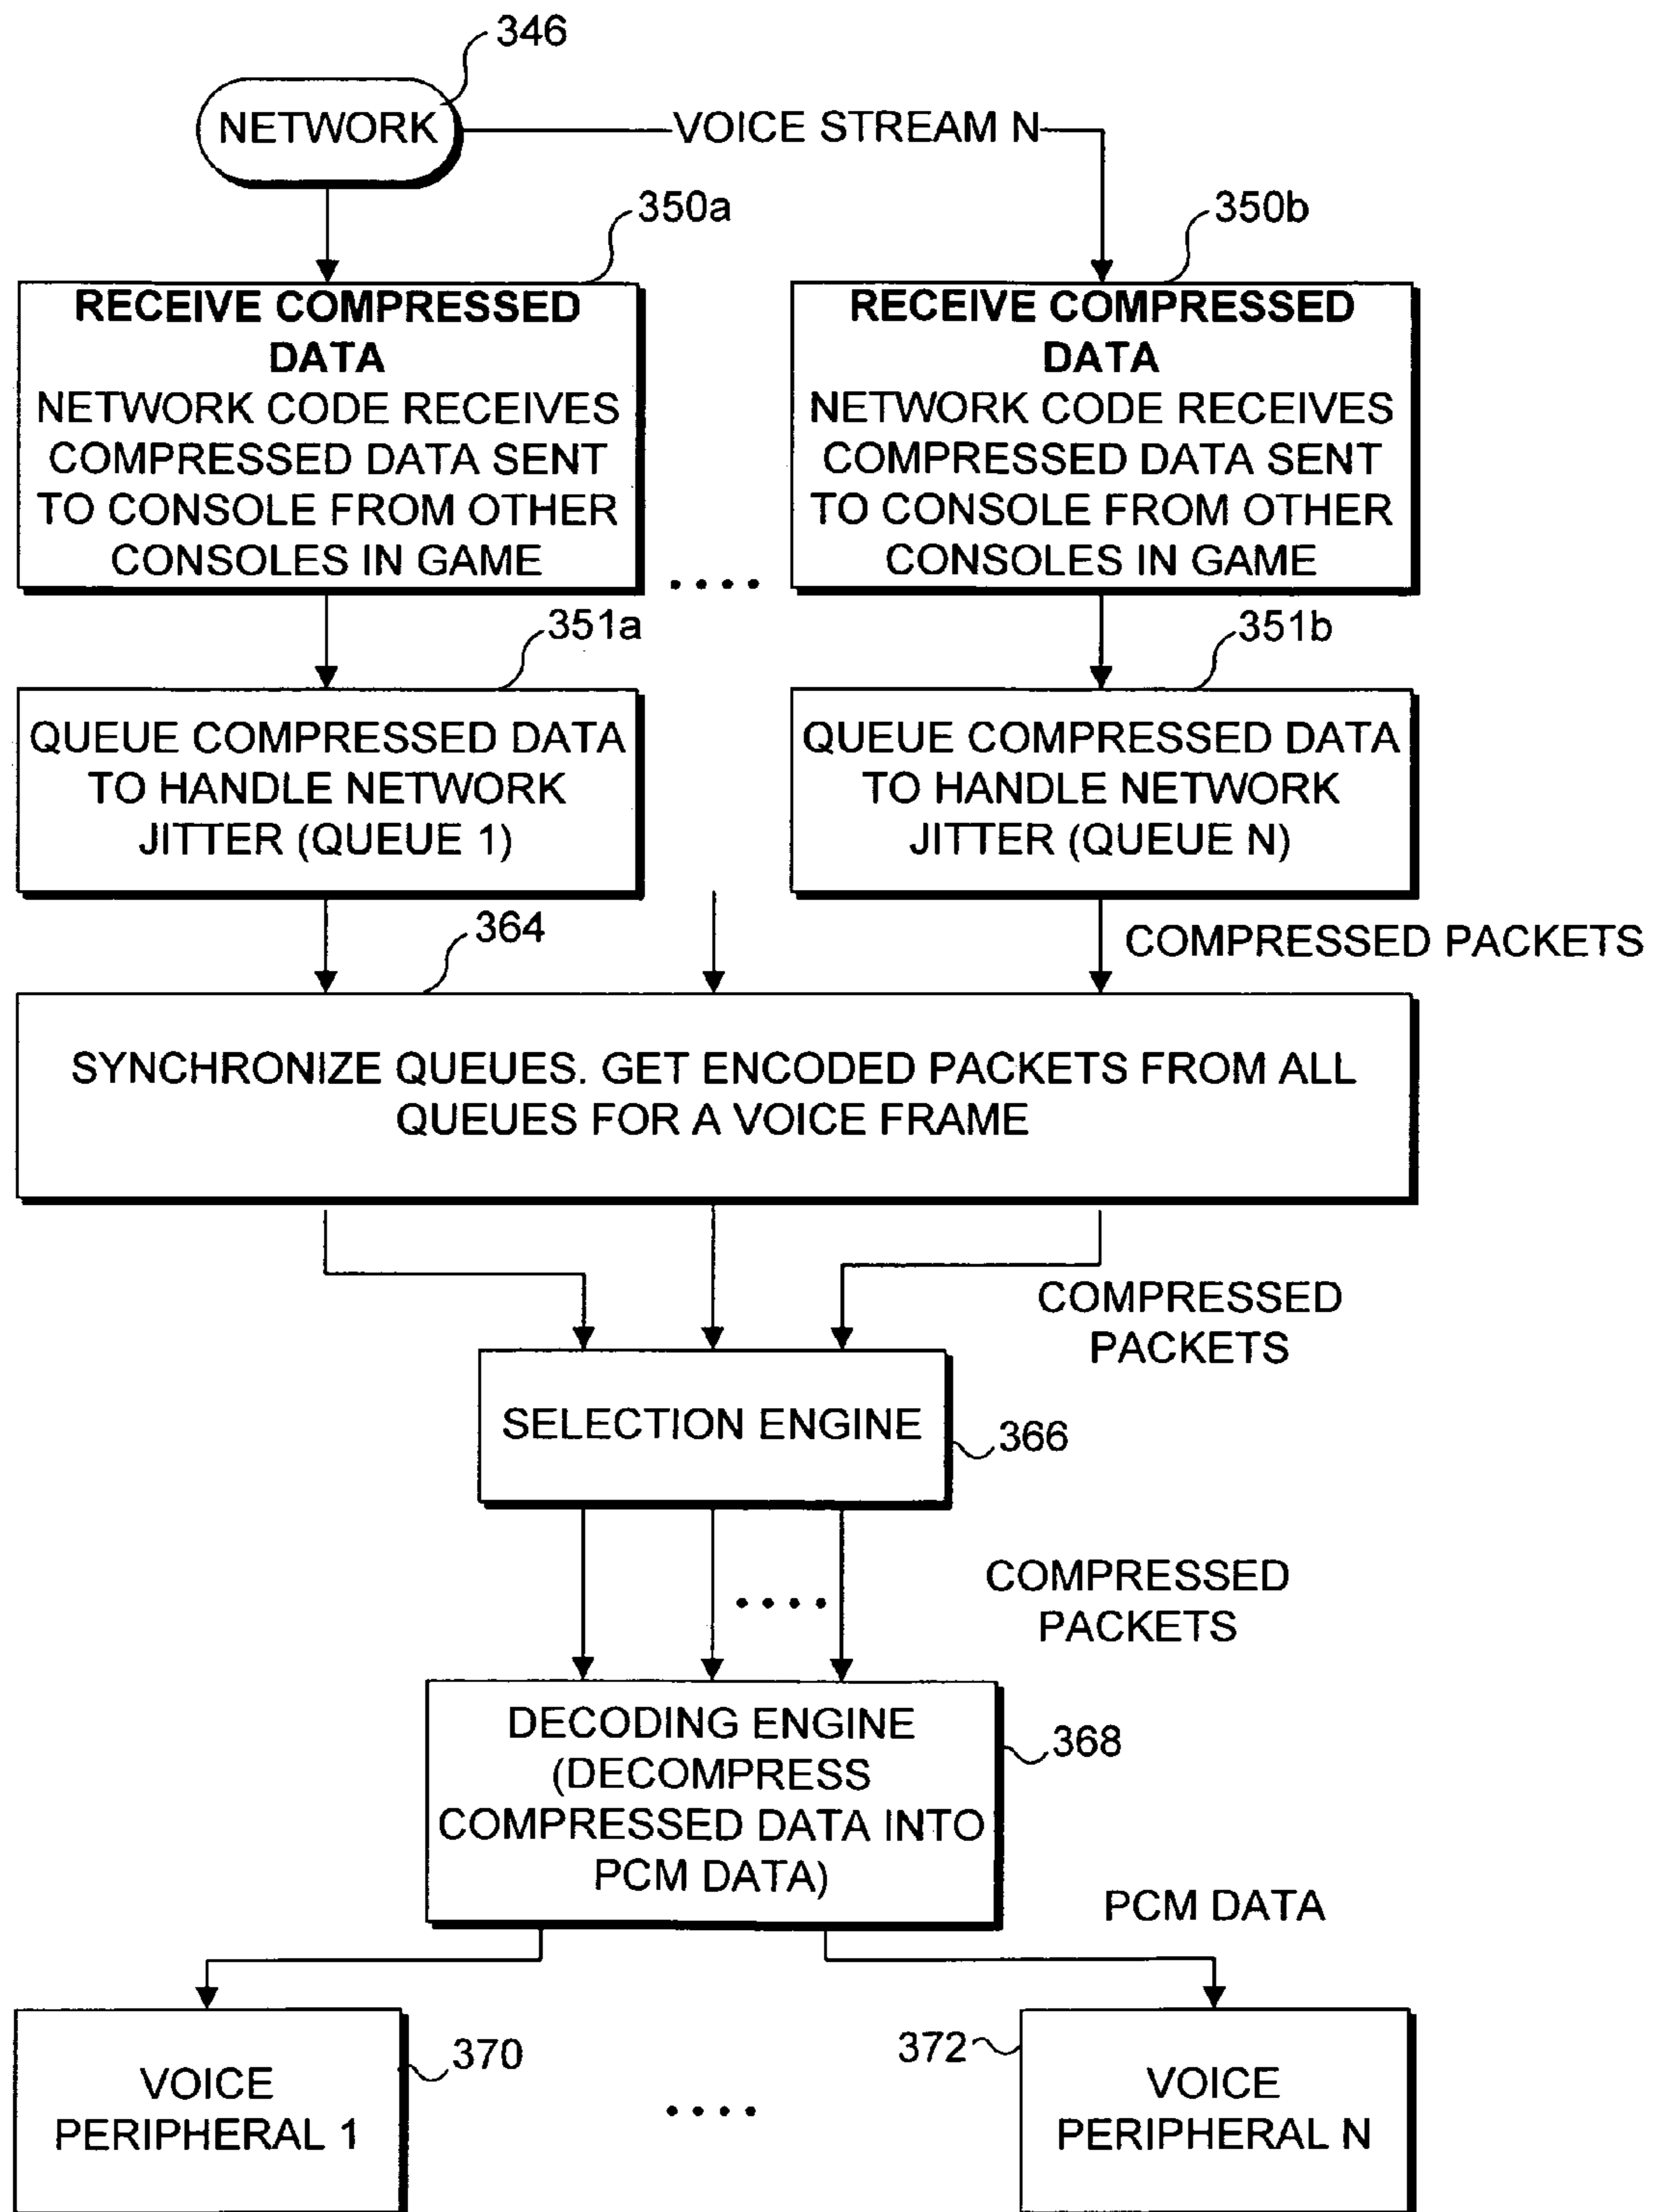 346
NETWORK
VOICE STREAM N
350a
350b
RECEIVE COMPRESSED
DATA
NETWORK CODE RECEIVES
COMPRESSED DATA SENT
TO CONSOLE FROM OTHER
CONSOLES IN GAME
RECEIVE COMPRESSED
DATA
NETWORK CODE RECEIVES
COMPRESSED DATA SENT
TO CONSOLE FROM OTHER
CONSOLES IN GAME
....
351a
351b
QUEUE COMPRESSED DATA
TO HANDLE NETWORK
JITTER (QUEUE 1)
QUEUE COMPRESSED DATA
TO HANDLE NETWORK
JITTER (QUEUE N)
364
COMPRESSED PACKETS
SYNCHRONIZE QUEUES. GET ENCODED PACKETS FROM ALL
QUEUES FOR A VOICE FRAME
COMPRESSED
PACKETS
SELECTION ENGINE
366
....
COMPRESSED
PACKETS
DECODING ENGINE
(DECOMPRESS
COMPRESSED DATA INTO
PCM DATA)
368
PCM DATA
VOICE
PERIPHERAL 1
370
....
372
VOICE
PERIPHERAL N